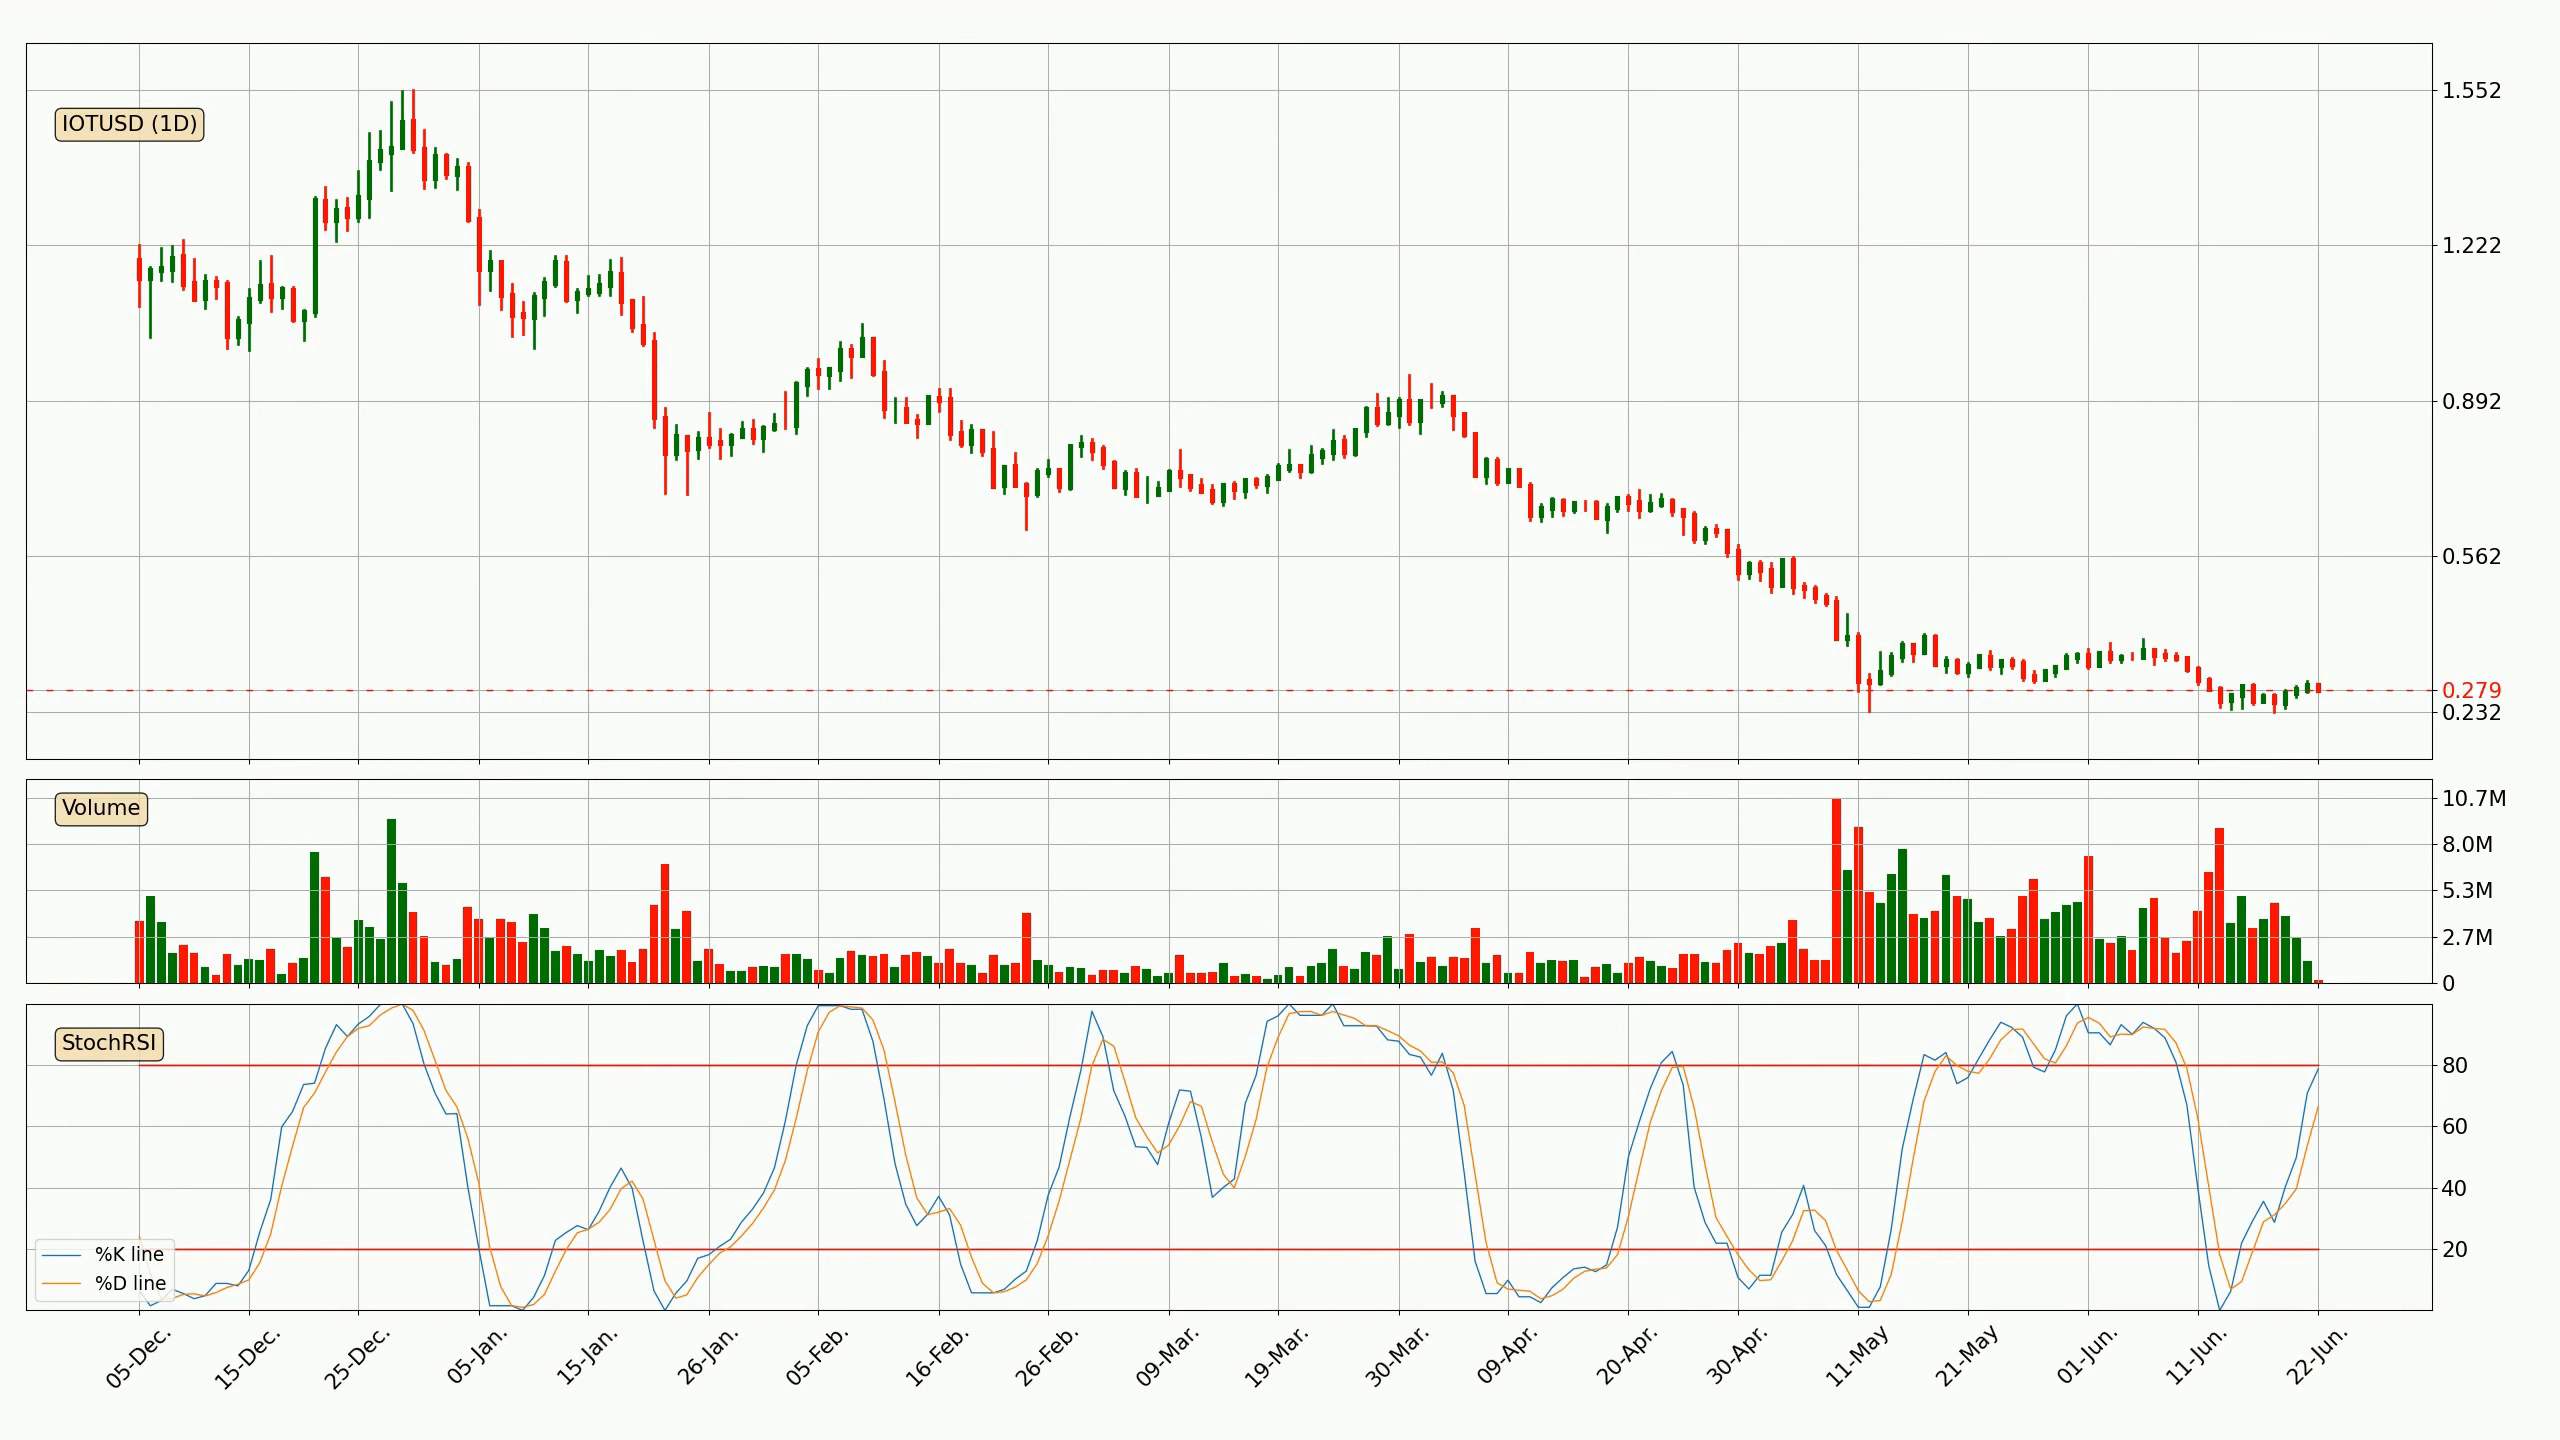 IOTUSD (1D)
1.552
1.222
0.892
0.562
0.279
0.232
Volume
10.7M
8.0M
5.3M
2.7M
0
StochRSI
80
60
40
20
%K line
%D line
05-Dec.
15-Dec.
25-Dec.
05-Jan.
15-Jan.
26-Jan.
05-Feb.
16-Feb.
26-Feb.
09-Mar.
19-Mar.
30-Mar.
09-Apr.
20-Apr.
30-Apr.
11-May
21-May
01-Jun.
11-Jun.
22-Jun.